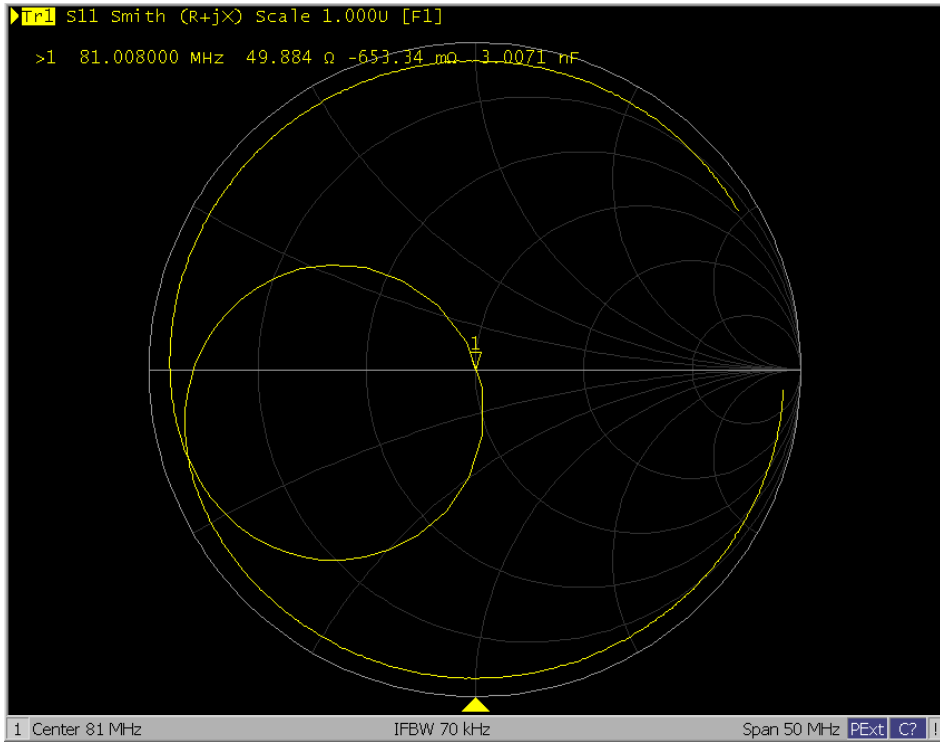 Tr1 S11 Smith (R+jX) Scale 1.000U [F1]
>1 81.008000 MHz 49.884 Ω -653.34 mΩ 3.0071 nF
1
1 Center 81 MHz IFBW 70 kHz Span 50 MHz PExt C? !